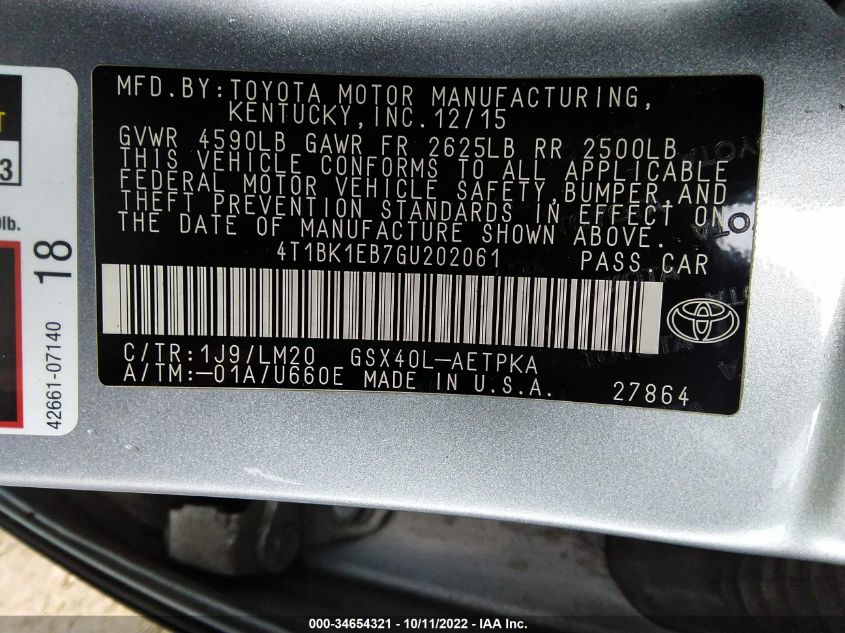 MFD.BY:TOYOTA MOTOR MANUFACTURING,
KENTUCKY,INC.12/15
GVWR 4590LB GAWR FR 2625LB RR 2500LB
THIS VEHICLE CONFORMS TO ALL APPLICABLE
FEDERAL MOTOR VEHICLE SAFETY,BUMPER,AND
THEFT PREVENTION STANDARDS IN EFFECT ON
THE DATE OF MANUFACTURE SHOWN ABOVE.
4T1BK1EB7GU202061 PASS CAR
C/TR:1J9/LM20 GSX40L-AETPKA
A/TM:-01A/U660E MADE IN U.S.A. 27864
T
3
lb.
18
42661-07140
TOYOTA
000-34654321 - 10/11/2022 - IAA Inc.